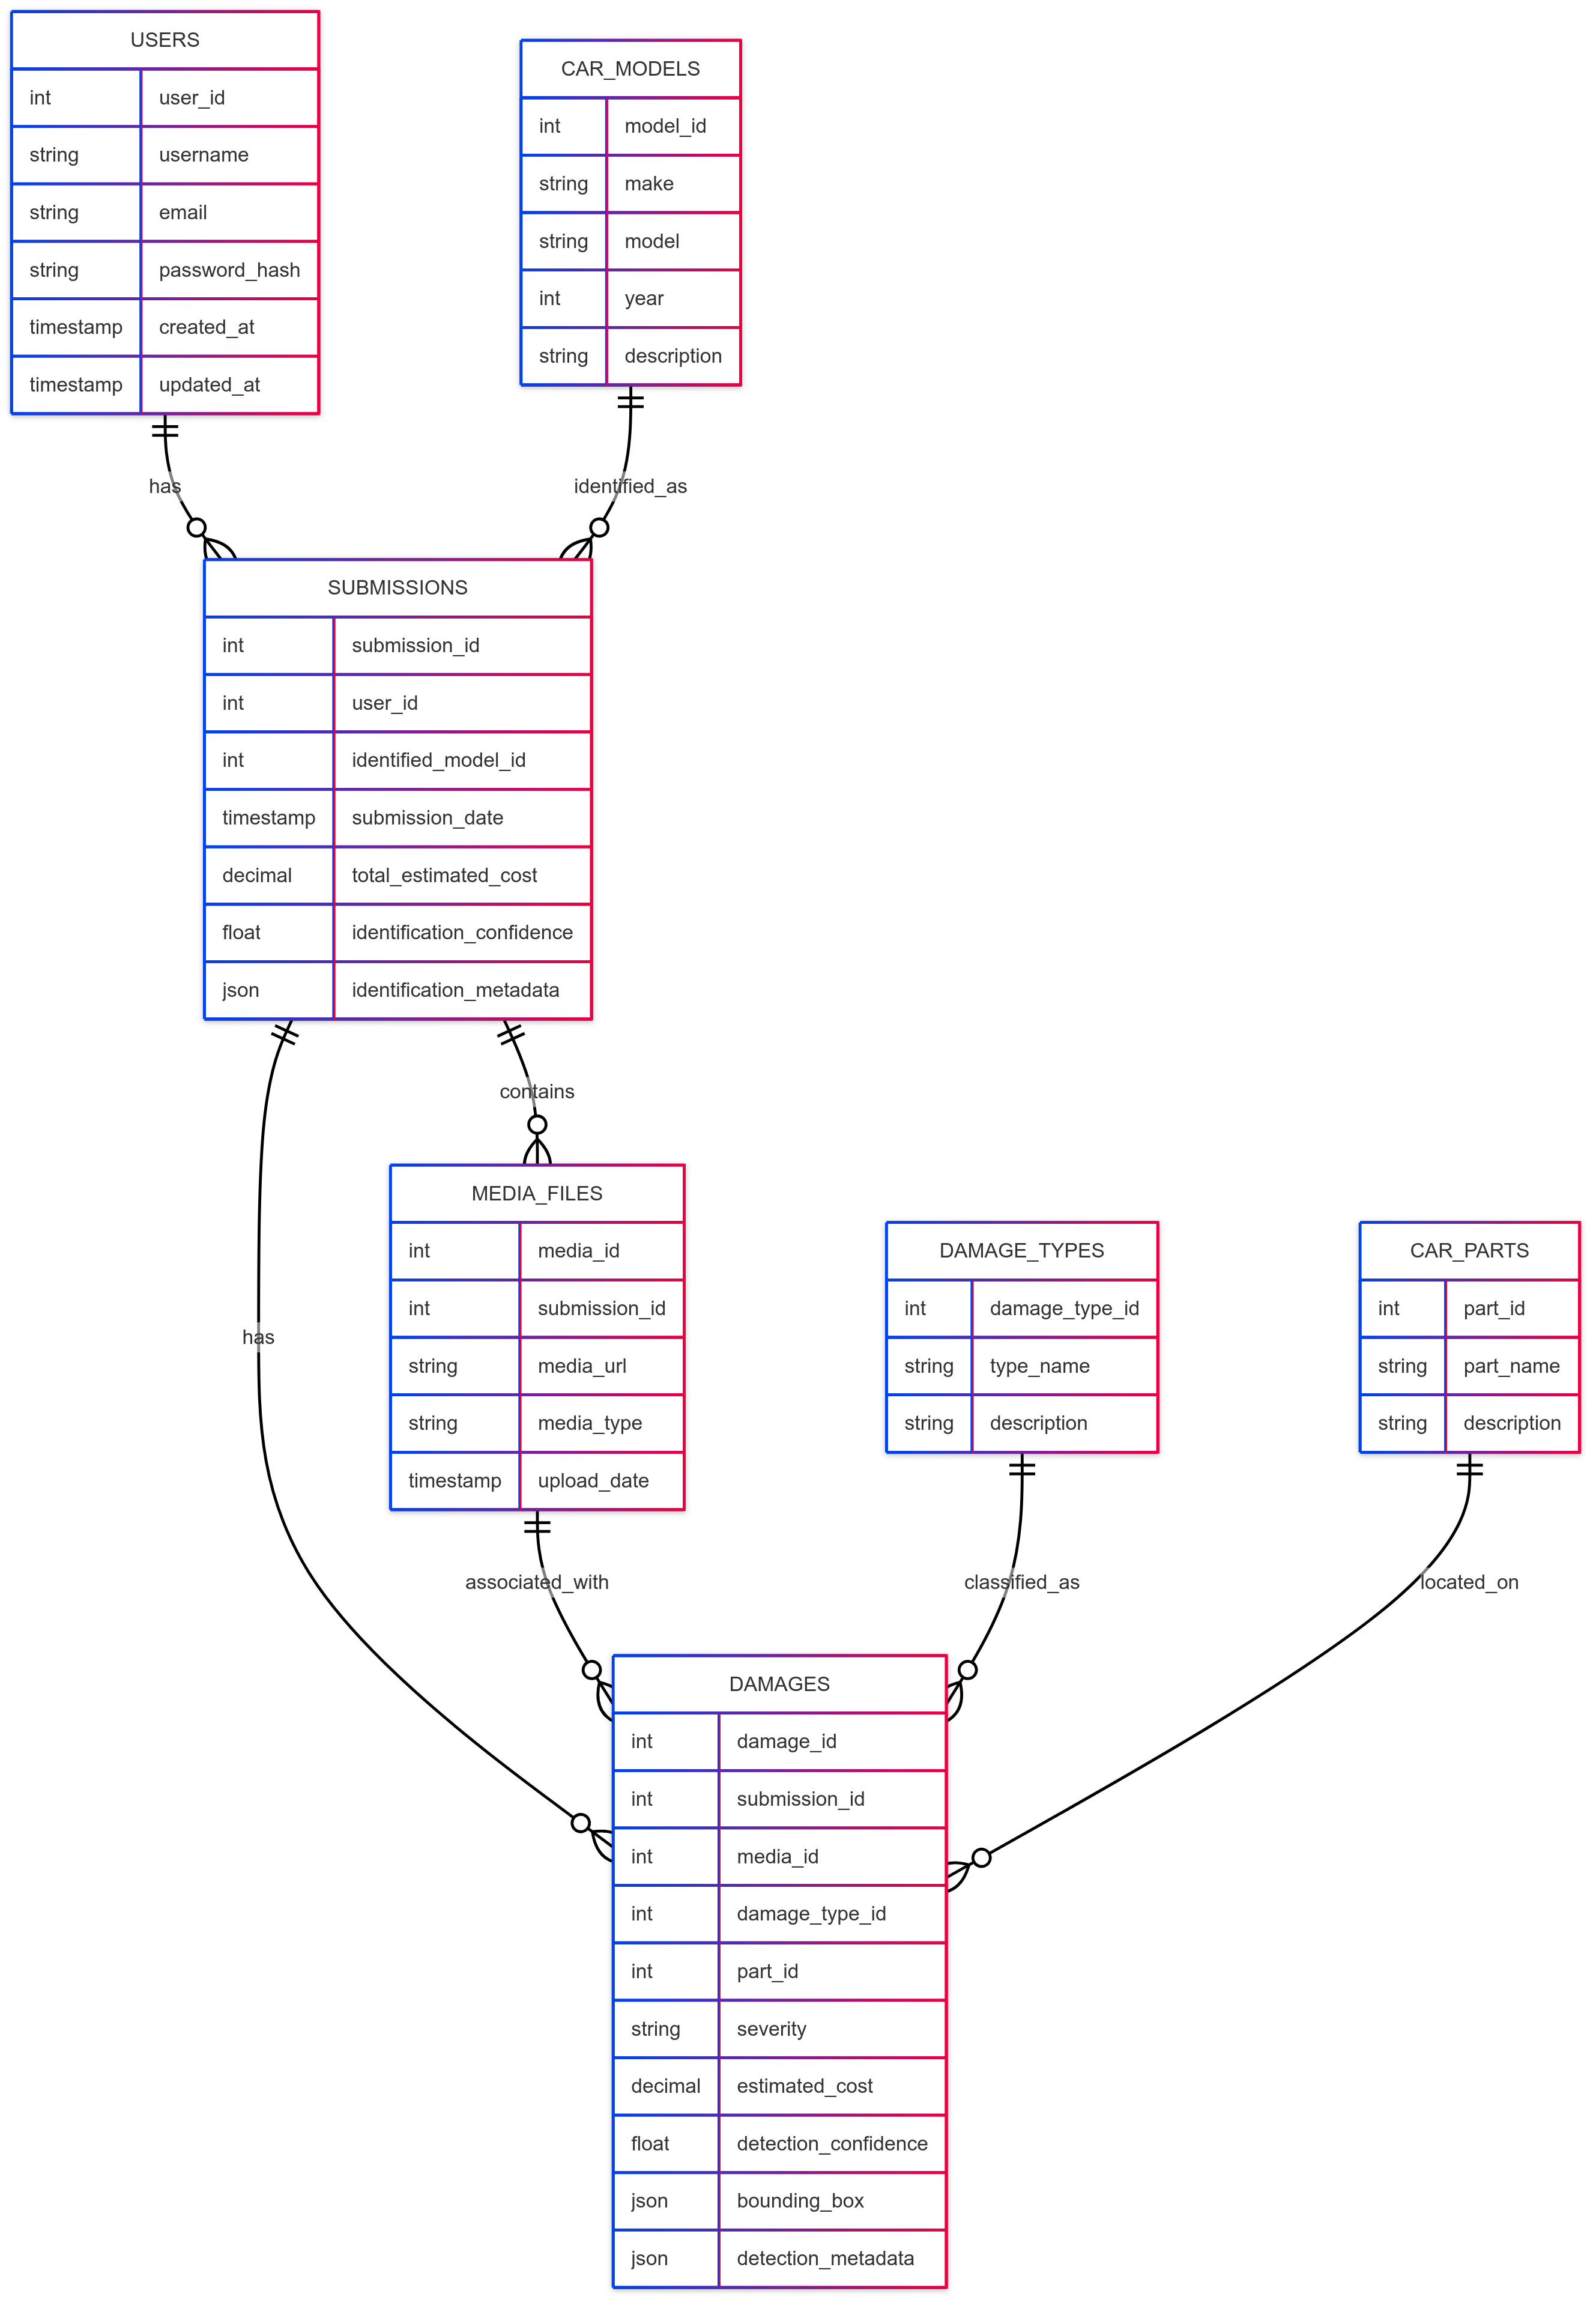 USERS
int user_id
string username
string email
string password_hash
timestamp created_at
timestamp updated_at
CAR_MODELS
int model_id
string make
string model
int year
string description
has
identified_as
SUBMISSIONS
int submission_id
int user_id
int identified_model_id
timestamp submission_date
decimal total_estimated_cost
float identification_confidence
json identification_metadata
contains
has
MEDIA_FILES
int media_id
int submission_id
string media_url
string media_type
timestamp upload_date
DAMAGE_TYPES
int damage_type_id
string type_name
string description
CAR_PARTS
int part_id
string part_name
string description
associated_with
classified_as
located_on
DAMAGES
int damage_id
int submission_id
int media_id
int damage_type_id
int part_id
string severity
decimal estimated_cost
float detection_confidence
json bounding_box
json detection_metadata